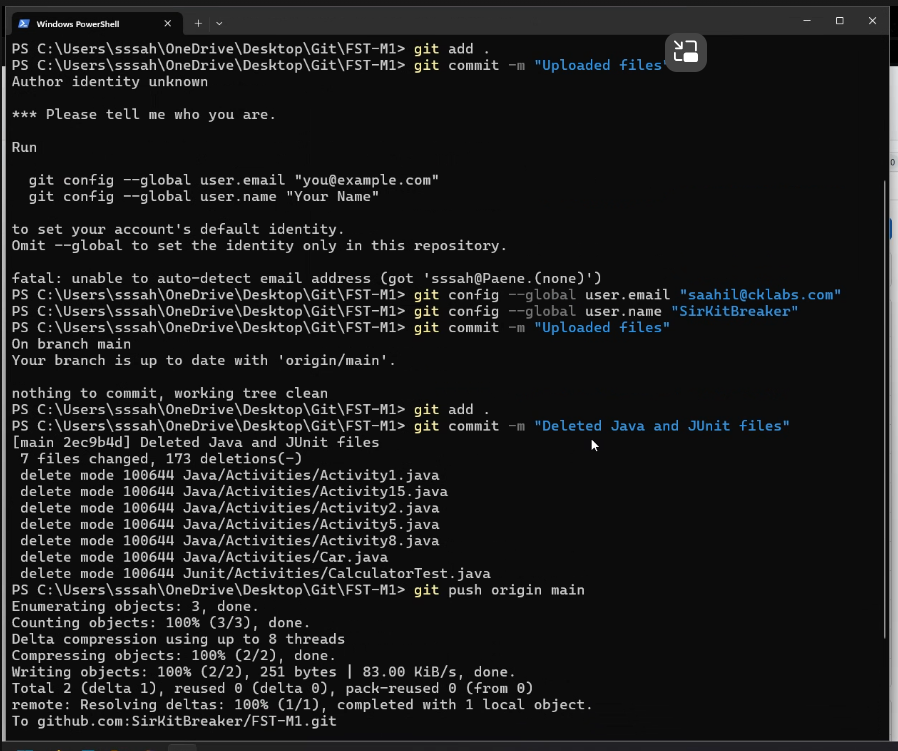 Windows PowerShell
PS C:\Users\sssah\OneDrive\Desktop\Git\FST-M1> git add .
PS C:\Users\sssah\OneDrive\Desktop\Git\FST-M1> git commit -m "Uploaded files"
Author identity unknown
*** Please tell me who you are.
Run
git config --global user.email "you@example.com"
git config --global user.name "Your Name"
to set your account's default identity.
Omit --global to set the identity only in this repository.
fatal: unable to auto-detect email address (got 'sssah@Paene.(none)')
PS C:\Users\sssah\OneDrive\Desktop\Git\FST-M1> git config --global user.email "saahil@cklabs.com"
PS C:\Users\sssah\OneDrive\Desktop\Git\FST-M1> git config --global user.name "SirKitBreaker"
PS C:\Users\sssah\OneDrive\Desktop\Git\FST-M1> git commit -m "Uploaded files"
On branch main
Your branch is up to date with 'origin/main'.
nothing to commit, working tree clean
PS C:\Users\sssah\OneDrive\Desktop\Git\FST-M1> git add .
PS C:\Users\sssah\OneDrive\Desktop\Git\FST-M1> git commit -m "Deleted Java and JUnit files"
[main 2ec9b4d] Deleted Java and JUnit files
7 files changed, 173 deletions(-)
delete mode 100644 Java/Activities/Activity1.java
delete mode 100644 Java/Activities/Activity15.java
delete mode 100644 Java/Activities/Activity2.java
delete mode 100644 Java/Activities/Activity5.java
delete mode 100644 Java/Activities/Activity8.java
delete mode 100644 Java/Activities/Car.java
delete mode 100644 Junit/Activities/CalculatorTest.java
PS C:\Users\sssah\OneDrive\Desktop\Git\FST-M1> git push origin main
Enumerating objects: 3, done.
Counting objects: 100% (3/3), done.
Delta compression using up to 8 threads
Compressing objects: 100% (2/2), done.
Writing objects: 100% (2/2), 251 bytes | 83.00 KiB/s, done.
Total 2 (delta 1), reused 0 (delta 0), pack-reused 0 (from 0)
remote: Resolving deltas: 100% (1/1), completed with 1 local object.
To github.com:SirKitBreaker/FST-M1.git